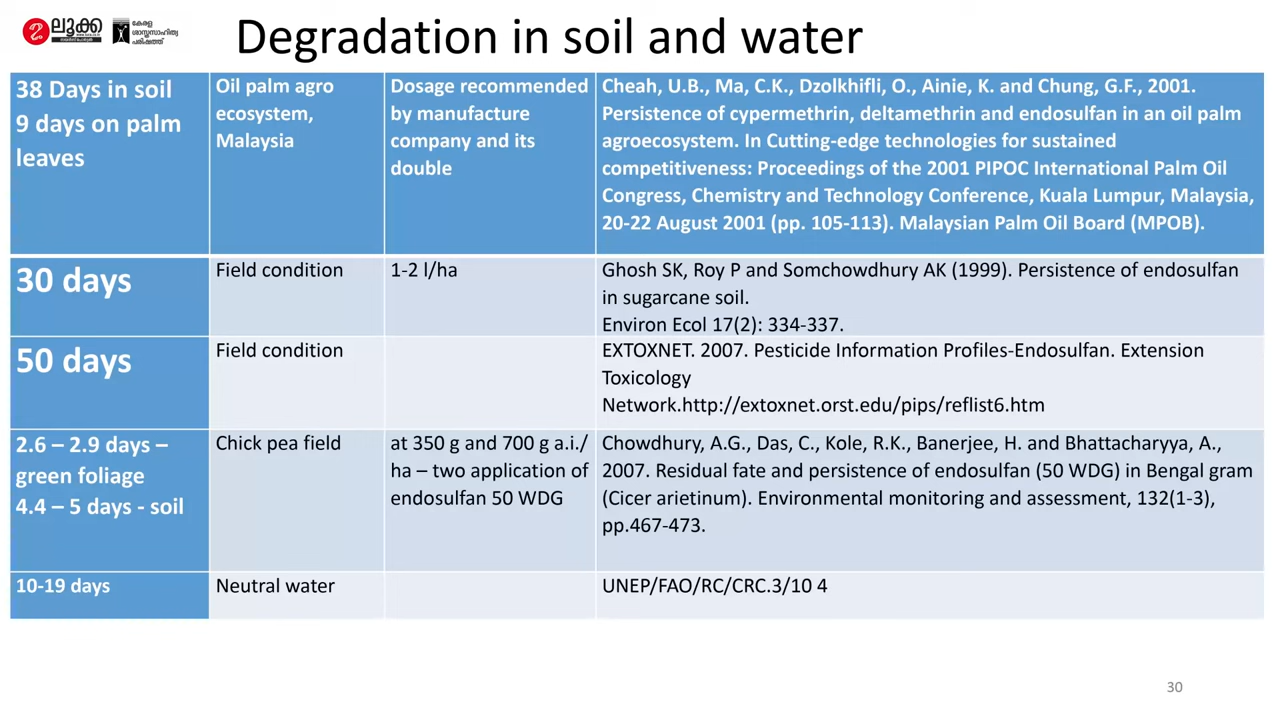 ലൂക്ക
കേരള
ശാസ്ത്രസാഹിത്യ
പരിഷത്ത്
Degradation in soil and water
38 Days in soil
9 days on palm
leaves
Oil palm agro
ecosystem,
Malaysia
Dosage recommended
by manufacture
company and its
double
Cheah, U.B., Ma, C.K., Dzolkhifli, O., Ainie, K. and Chung, G.F., 2001.
Persistence of cypermethrin, deltamethrin and endosulfan in an oil palm
agroecosystem. In Cutting-edge technologies for sustained
competitiveness: Proceedings of the 2001 PIPOC International Palm Oil
Congress, Chemistry and Technology Conference, Kuala Lumpur, Malaysia,
20-22 August 2001 (pp. 105-113). Malaysian Palm Oil Board (MPOB).
30 days
Field condition
1-2 l/ha
Ghosh SK, Roy P and Somchowdhury AK (1999). Persistence of endosulfan
in sugarcane soil.
Environ Ecol 17(2): 334-337.
50 days
Field condition
EXTOXNET. 2007. Pesticide Information Profiles-Endosulfan. Extension
Toxicology
Network.http://extoxnet.orst.edu/pips/reflist6.htm
2.6 – 2.9 days –
green foliage
4.4 – 5 days - soil
Chick pea field
at 350 g and 700 g a.i./
ha – two application of
endosulfan 50 WDG
Chowdhury, A.G., Das, C., Kole, R.K., Banerjee, H. and Bhattacharyya, A.,
2007. Residual fate and persistence of endosulfan (50 WDG) in Bengal gram
(Cicer arietinum). Environmental monitoring and assessment, 132(1-3),
pp.467-473.
10-19 days
Neutral water
UNEP/FAO/RC/CRC.3/10 4
30